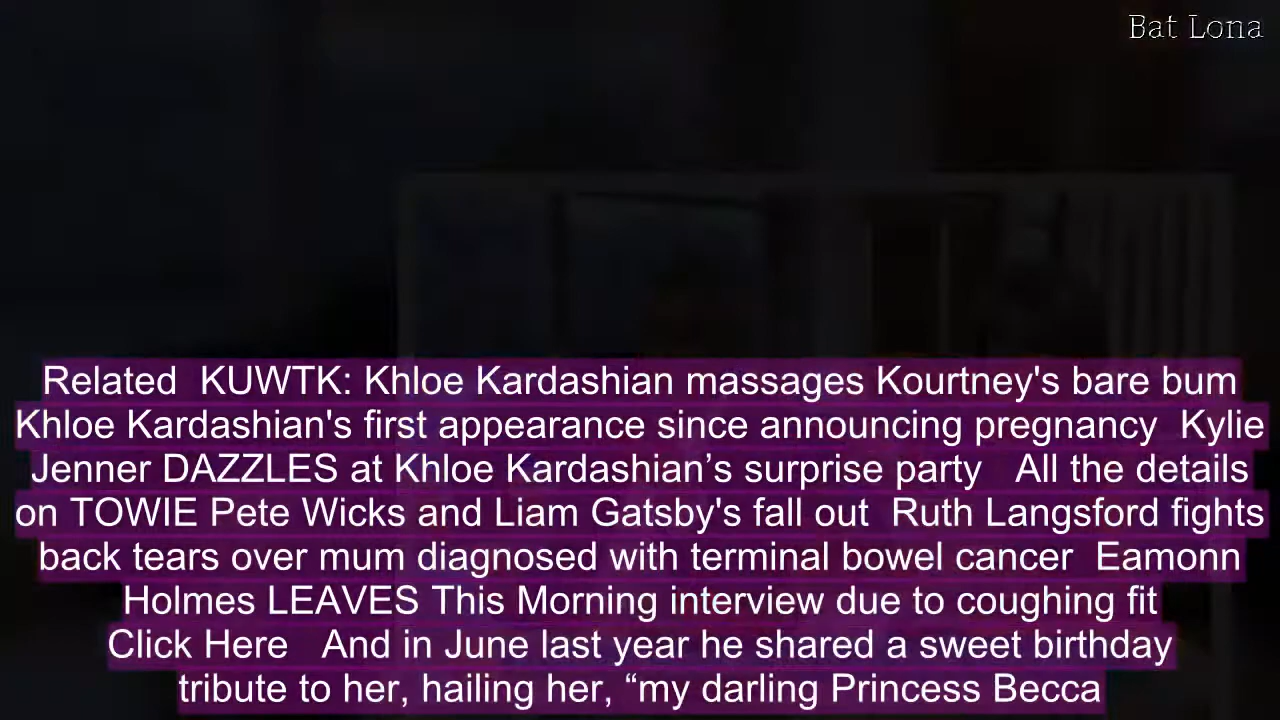 Bat Lona
Related  KUWTK: Khloe Kardashian massages Kourtney's bare bum
Khloe Kardashian's first appearance since announcing pregnancy  Kylie
Jenner DAZZLES at Khloe Kardashian’s surprise party   All the details
on TOWIE Pete Wicks and Liam Gatsby's fall out  Ruth Langsford fights
back tears over mum diagnosed with terminal bowel cancer  Eamonn
Holmes LEAVES This Morning interview due to coughing fit
Click Here   And in June last year he shared a sweet birthday
tribute to her, hailing her, “my darling Princess Becca